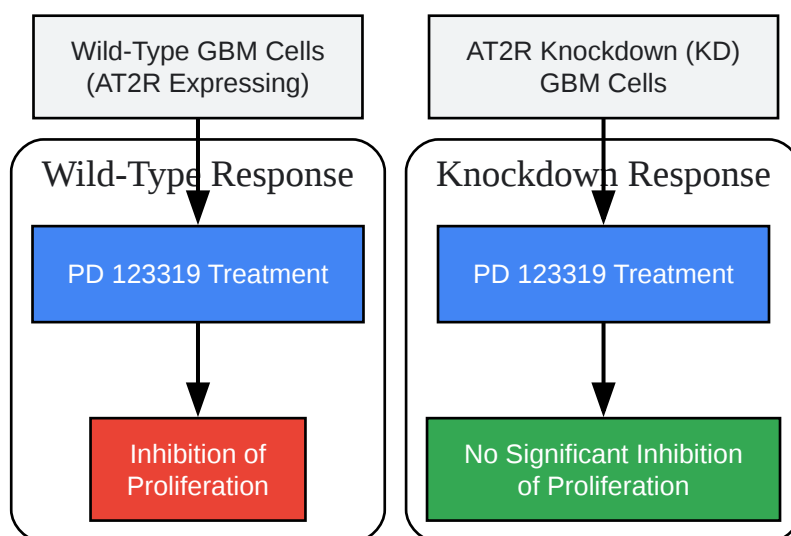 Wild-Type GBM Cells
(AT2R Expressing)
AT2R Knockdown (KD)
GBM Cells
Wild-Type Response
Knockdown Response
PD 123319 Treatment
PD 123319 Treatment
Inhibition of
Proliferation
No Significant Inhibition
of Proliferation